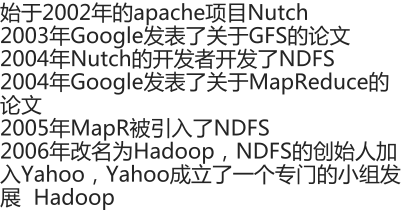 始于2002年的apache项目Nutch
2003年Google发表了关于GFS的论文
2004年Nutch的开发者开发了NDFS
2004年Google发表了关于MapReduce的
论文
2005年MapR被引入了NDFS
2006年改名为Hadoop，NDFS的创始人加
入Yahoo，Yahoo成立了一个专门的小组发
展 Hadoop